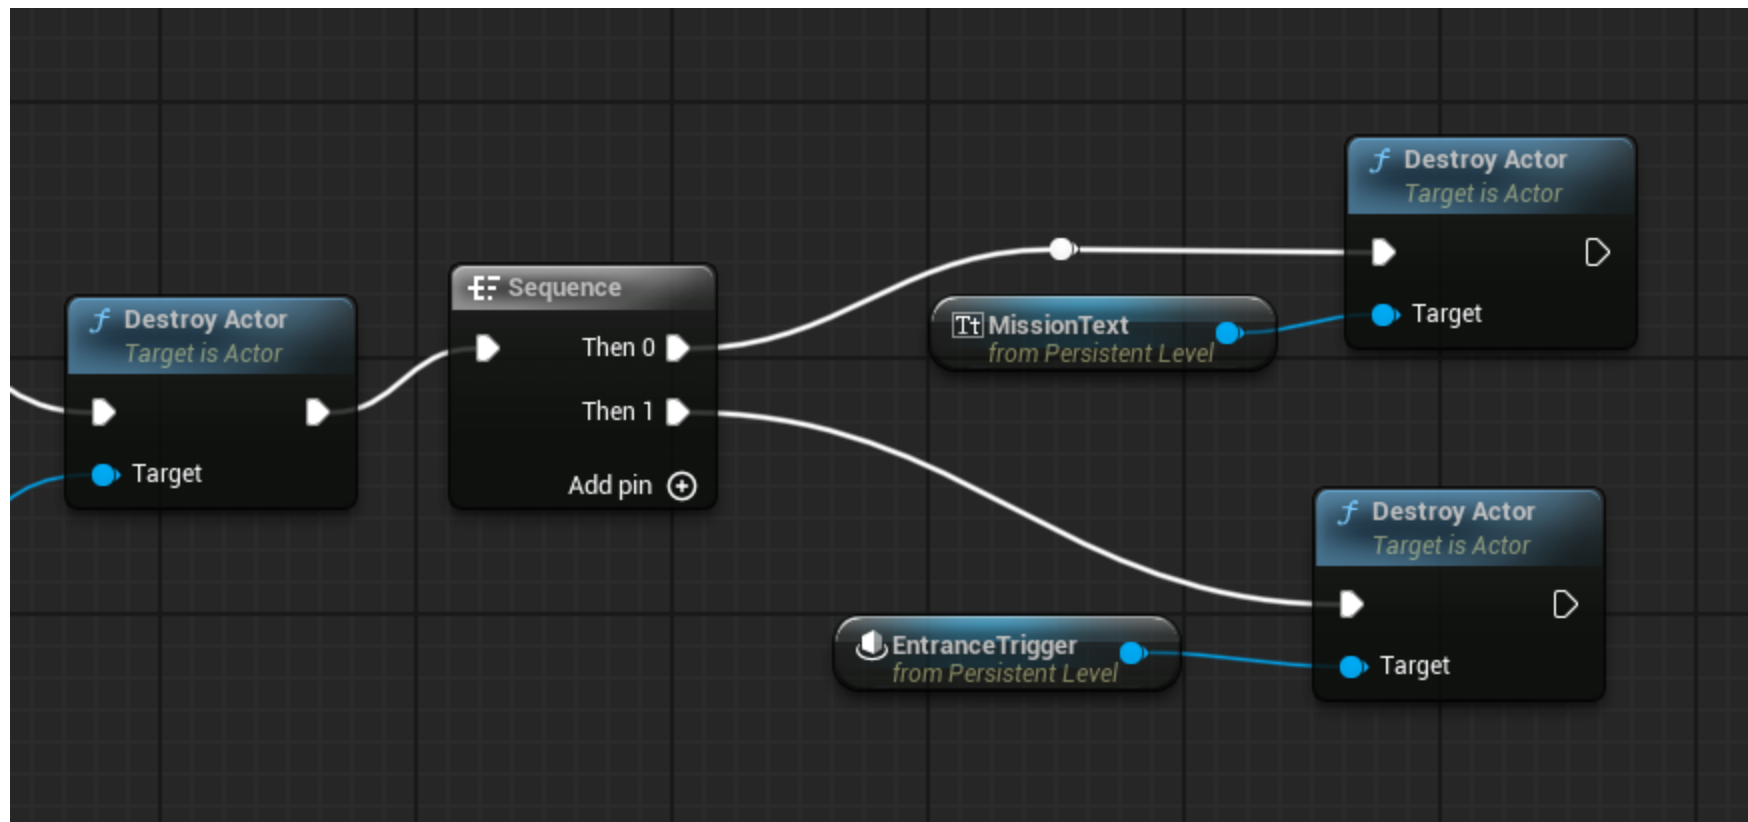 Destroy Actor
Target is Actor
Target
Sequence
Then 0
Then 1
Add pin
MissionText
from Persistent Level
Destroy Actor
Target is Actor
Target
EntranceTrigger
from Persistent Level
Destroy Actor
Target is Actor
Target